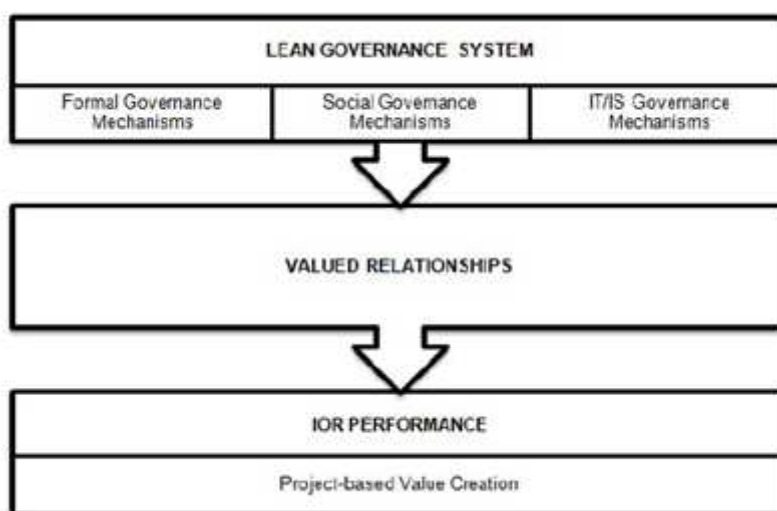 LEAN GOVERNANCE SYSTEM
Formal Governance
Mechanisms
Social Governance
Mechanisms
IT/IS Governance
Mechanisms
VALUED RELATIONSHIPS
IOR PERFORMANCE
Project-based Value Creation